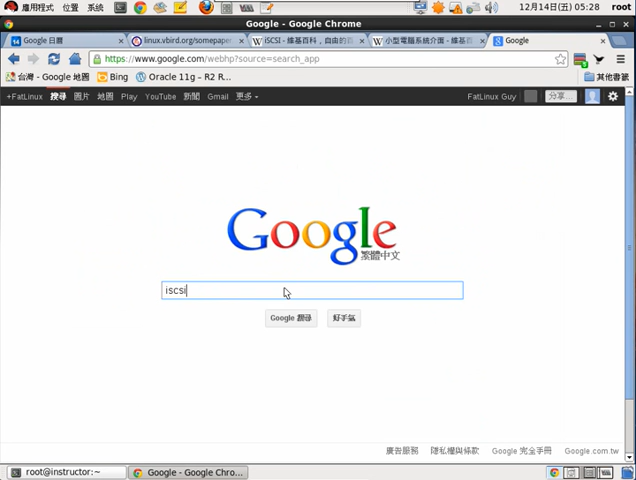 應用程式 位置 系統 12月14日(五) 05:28 root
Google - Google Chrome
14 Google 日曆 linux.vbird.org/somepaper iSCSI - 維基百科，自由的百 小型電腦系統介面 - 維基 Google
https://www.google.com/webhp?source=search_app
台灣 - Google 地圖 Bing Oracle 11g – R2 R... 其他書籤
+FatLinux 搜尋 圖片 地圖 Play YouTube 新聞 Gmail 更多 FatLinux Guy 分享...
Google
繁體中文
iscsi
Google 搜尋 好手氣
廣告服務 隱私權與條款 Google 完全手冊 Google.com.tw
root@instructor:~ Google - Google Chro...